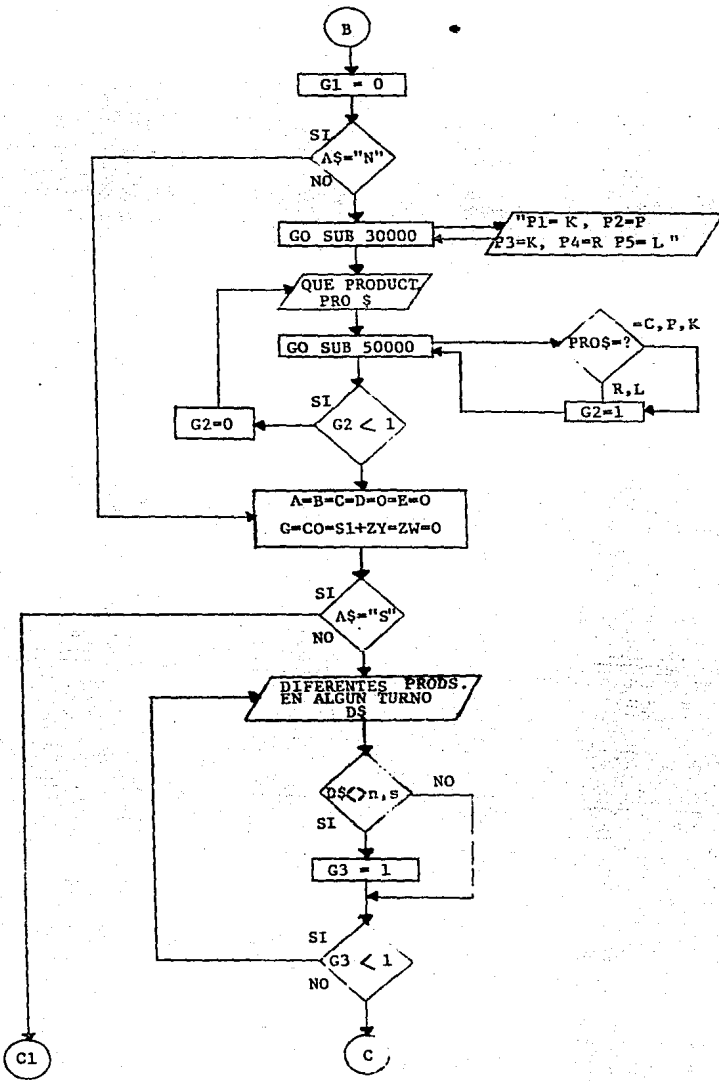 B
G1 = 0
SI
A$="N"
NO
GO SUB 30000
"P1= K, P2=P
P3=K, P4=R P5= L"
QUE PRODUCT.
PRO $
GO SUB 50000
=C,P,K
PRO$=?
R,L
G2=1
SI
G2 < 1
G2=0
A=B=C=D=O=E=O
G=CO=S1+ZY=ZW=O
SI
A$="S"
NO
DIFERENTES PRODS.
EN ALGUN TURNO
D$
D$<>n,s
NO
SI
G3 = 1
SI
G3 < 1
NO
C1
C